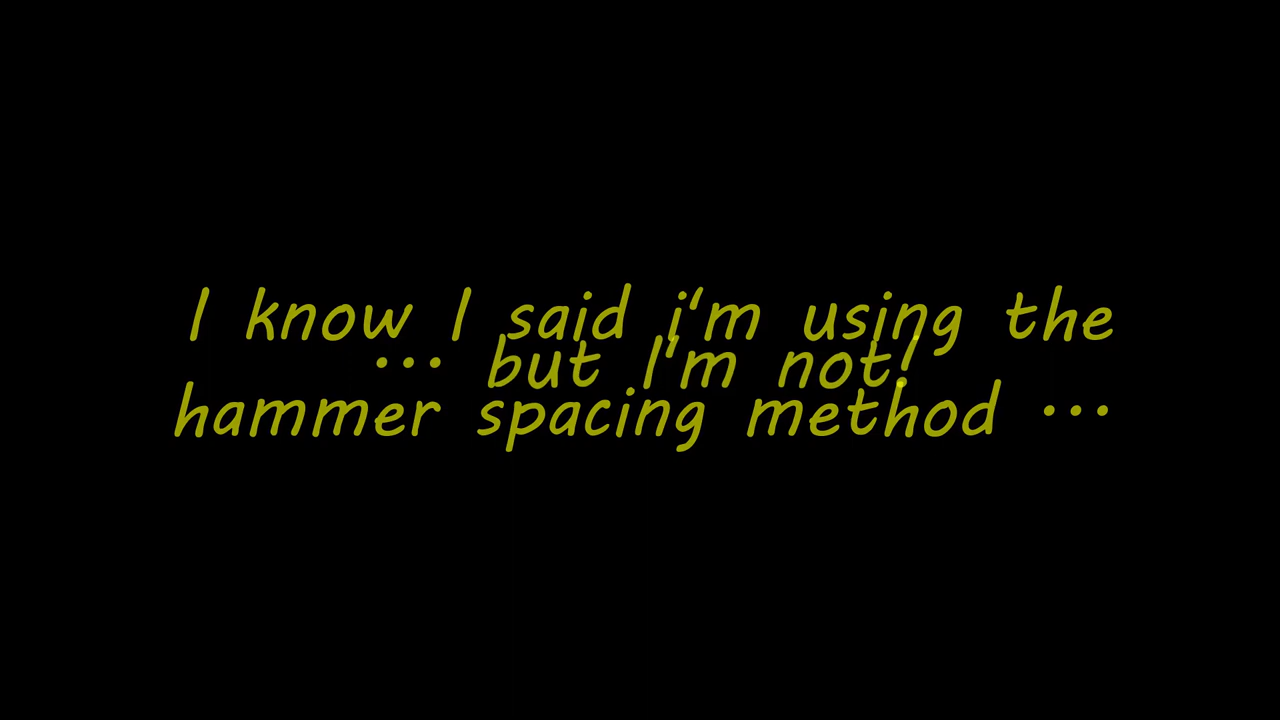 I know I said i'm using the
... but I'm not!
hammer spacing method ...